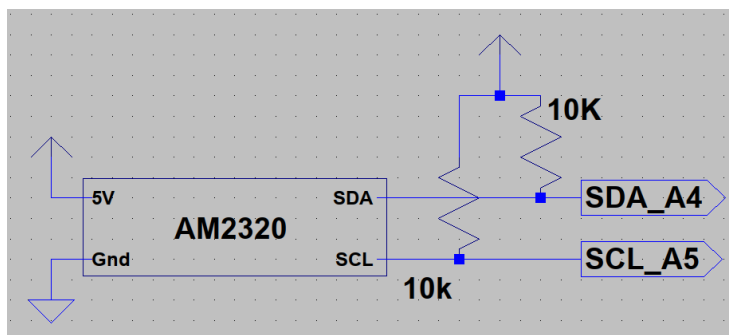 10K
5V
SDA
SDA_A4
AM2320
Gnd
SCL
SCL_A5
10k